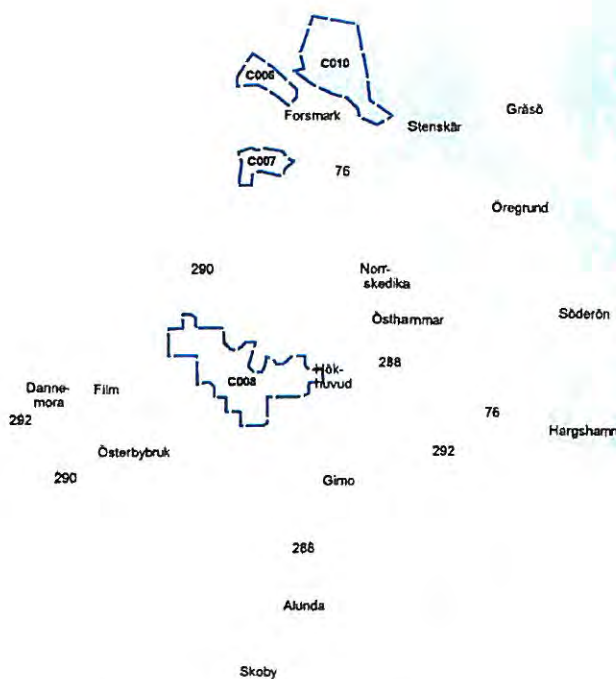 C010
C006
Forsmark
Stenskär
Gräsö
C007
76
Öregrund
290
Norr-
skedika
Östhammar
Söderön
288
Hök-
huvud
C008
Danne-
mora
Film
292
76
Hargshamn
292
Österbybruk
290
Gimo
288
Alunda
Skoby